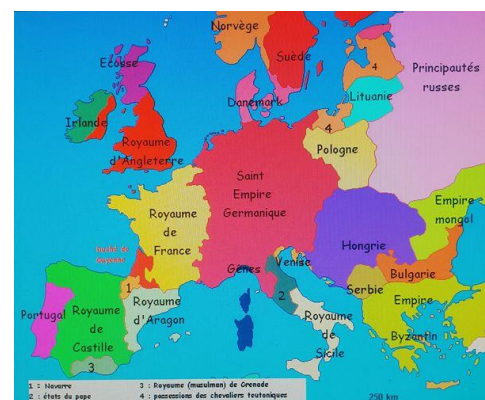 Norvège
Suède
Ecosse
4
Principautés
russes
Danemark
Lituanie
Irlande
4
Royaume
d'Angleterre
Pologne
Saint
Empire
Germanique
Empire
mongol
Royaume
de
France
Hongrie
Duché de
Guyenne
Venise
Gênes
Bulgarie
1
Serbie
2
Portugal
Royaume
de
Castille
Royaume
d'Aragon
Empire
Byzantin
Royaume
de
Sicile
3
1 : Navarre
2 : états du pape
3 : Royaume (musulman) de Grenade
4 : possessions des chevaliers teutoniques
250 km